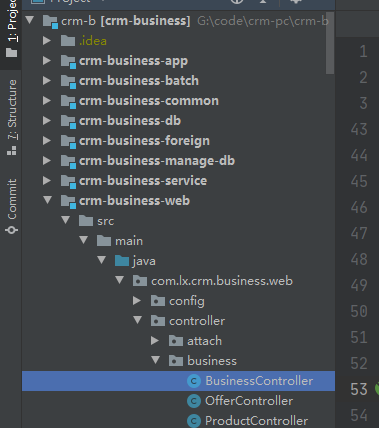 Project
crm-b [crm-business] G:\code\crm-pc\crm-b
.idea
crm-business-app
crm-business-batch
crm-business-common
crm-business-db
crm-business-foreign
crm-business-manage-db
crm-business-service
crm-business-web
src
main
java
com.lx.crm.business.web
config
controller
attach
business
BusinessController
OfferController
ProductController
1: Project
7: Structure
Commit
1
2
3
43
44
45
46
47
48
49
50
51
52
53
54